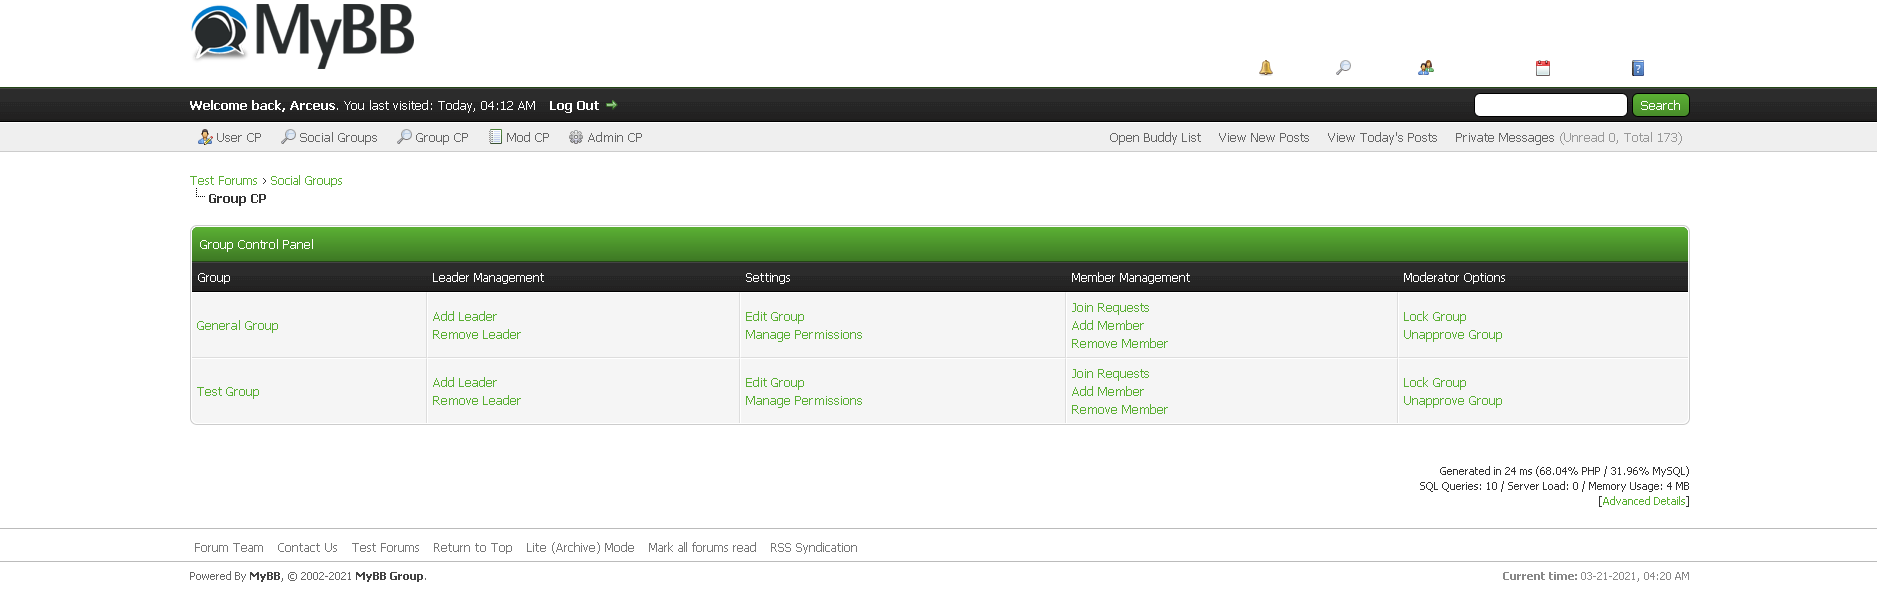 MyBB
Welcome back, Arceus. You last visited: Today, 04:12 AM Log Out
Search
User CP Social Groups Group CP Mod CP Admin CP
Open Buddy List View New Posts View Today's Posts Private Messages (Unread 0, Total 173)
Test Forums › Social Groups
Group CP
Group Control Panel
Group Leader Management Settings Member Management Moderator Options
General Group
Add Leader
Remove Leader
Edit Group
Manage Permissions
Join Requests
Add Member
Remove Member
Lock Group
Unapprove Group
Test Group
Add Leader
Remove Leader
Edit Group
Manage Permissions
Join Requests
Add Member
Remove Member
Lock Group
Unapprove Group
Generated in 24 ms (68.04% PHP / 31.96% MySQL)
SQL Queries: 10 / Server Load: 0 / Memory Usage: 4 MB
[Advanced Details]
Forum Team Contact Us Test Forums Return to Top Lite (Archive) Mode Mark all forums read RSS Syndication
Powered By MyBB, © 2002-2021 MyBB Group.
Current time: 03-21-2021, 04:20 AM